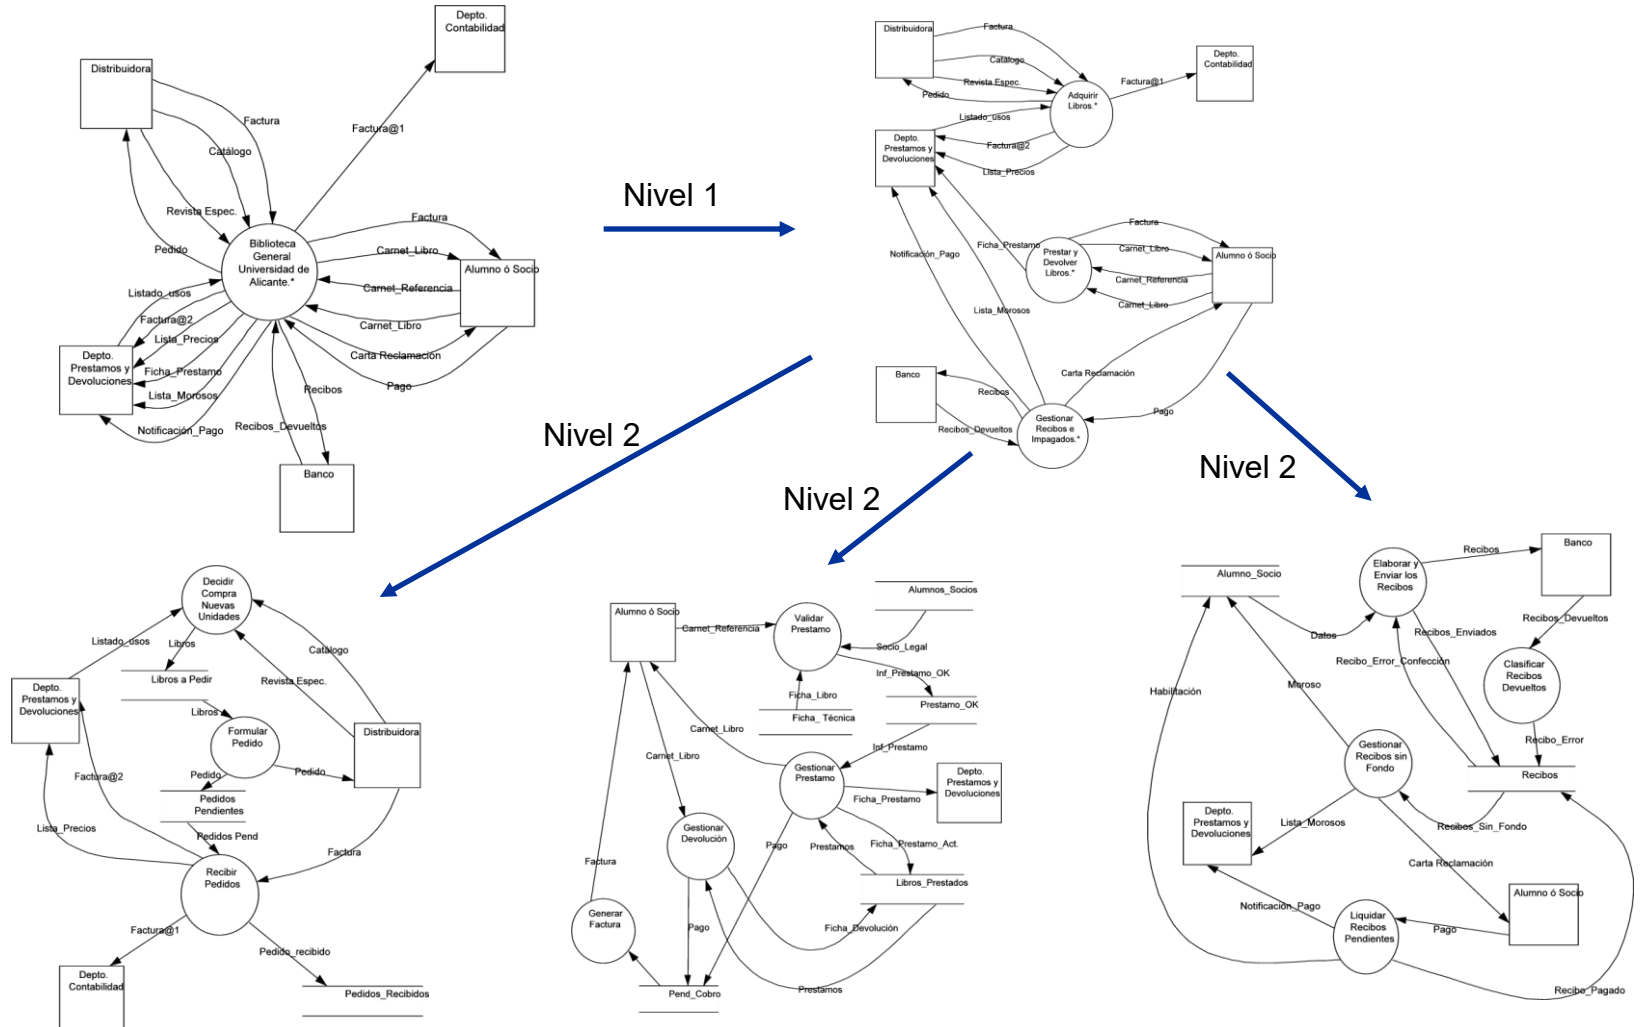 Depto.
Contabilidad
Distribuidora
Factura
Catálogo
Factura@1
Revista Espec.
Pedido
Biblioteca
General
Universidad de
Alicante.*
Factura
Carnet_Libro
Alumno ó Socio
Carnet_Referencia
Carnet_Libro
Carta Reclamación
Pago
Listado_usos
Factura@2
Lista_Precios
Ficha_Prestamo
Lista_Morosos
Notificación_Pago
Depto.
Prestamos y
Devoluciones
Recibos
Recibos_Devueltos
Banco
Nivel 1
Distribuidora
Factura
Catálogo
Revista Espec.
Pedido
Adquirir
Libros.*
Factura@1
Depto.
Contabilidad
Listado_usos
Factura@2
Lista_Precios
Depto.
Prestamos y
Devoluciones
Notificación_Pago
Ficha_Prestamo
Lista_Morosos
Prestar y
Devolver
Libros.*
Factura
Carnet_Libro
Carnet_Referencia
Carnet_Libro
Alumno ó Socio
Carta Reclamación
Pago
Banco
Recibos
Recibos_Devueltos
Gestionar
Recibos e
Impagados.*
Nivel 2
Nivel 2
Nivel 2
Decidir
Compra
Nuevas
Unidades
Listado_usos
Libros
Catálogo
Revista Espec.
Libros a Pedir
Depto.
Prestamos y
Devoluciones
Libros
Formular
Pedido
Distribuidora
Pedido
Pedido
Factura@2
Pedidos
Pendientes
Lista_Precios
Pedidos Pend
Factura
Recibir
Pedidos
Factura@1
Pedido_recibido
Depto.
Contabilidad
Pedidos_Recibidos
Alumno ó Socio
Carnet_Referencia
Validar
Prestamo
Alumnos_Socios
Socio_Legal
Inf_Prestamo_OK
Ficha_Libro
Ficha_ Técnica
Prestamo_OK
Carnet_Libro
Carnet_Libro
Inf_Prestamo
Gestionar
Prestamo
Ficha_Prestamo
Depto.
Prestamos y
Devoluciones
Gestionar
Devolución
Pago
Prestamos
Ficha_Prestamo_Act.
Factura
Libros_Prestados
Generar
Factura
Pago
Ficha_Devolución
Prestamos
Pend_Cobro
Alumno_Socio
Elaborar y
Enviar los
Recibos
Recibos
Banco
Datos
Recibos_Enviados
Recibos_Devueltos
Recibo_Error_Confección
Clasificar
Recibos
Devueltos
Habilitación
Moroso
Recibo_Error
Gestionar
Recibos sin
Fondo
Recibos
Depto.
Prestamos y
Devoluciones
Lista_Morosos
Recibos_Sin_Fondo
Carta Reclamación
Notificación_Pago
Liquidar
Recibos
Pendientes
Pago
Alumno ó Socio
Recibo_Pagado